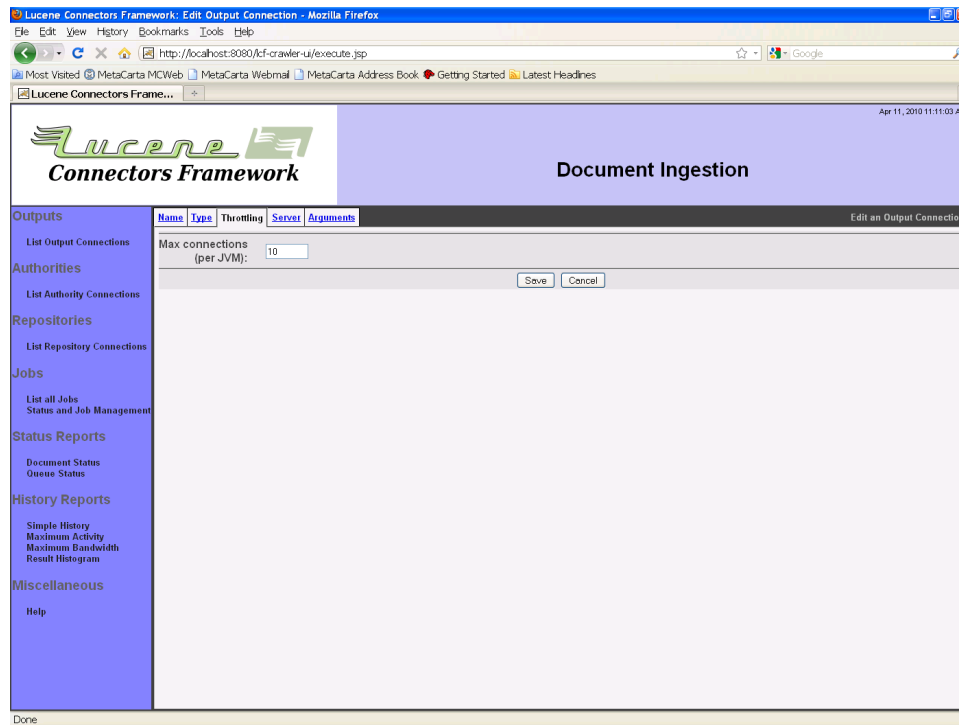 Lucene Connectors Framework: Edit Output Connection - Mozilla Firefox
File Edit View History Bookmarks Tools Help
http://localhost:8080/lcf-crawler-ui/execute.jsp
Google
Most Visited MetaCarta MCWeb MetaCarta Webmail MetaCarta Address Book Getting Started Latest Headlines
Lucene Connectors Frame...
Apr 11, 2010 11:11:03 A
Lucene
Connectors Framework
Document Ingestion
Outputs
List Output Connections
Authorities
List Authority Connections
Repositories
List Repository Connections
Jobs
List all Jobs
Status and Job Management
Status Reports
Document Status
Queue Status
History Reports
Simple History
Maximum Activity
Maximum Bandwidth
Result Histogram
Miscellaneous
Help
Name Type Throttling Server Arguments
Edit an Output Connectio
Max connections
(per JVM): 10
Save Cancel
Done